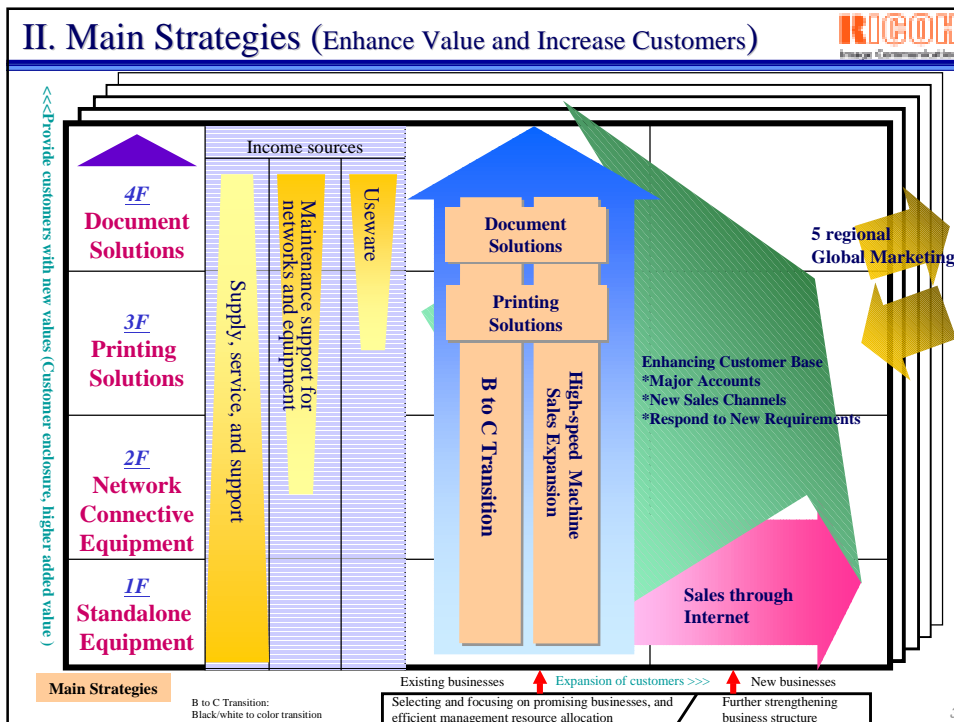 II. Main Strategies (Enhance Value and Increase Customers)
RICOH
Image Communication
<<<Provide customers with new values (Customer enclosure, higher added value )
4F
Document
Solutions
3F
Printing
Solutions
2F
Network
Connective
Equipment
1F
Standalone
Equipment
Income sources
Supply, service, and support
Maintenance support for
networks and equipment
Useware
Document
Solutions
Printing
Solutions
B to C Transition
High-speed Machine
Sales Expansion
Enhancing Customer Base
*Major Accounts
*New Sales Channels
*Respond to New Requirements
Sales through
Internet
5 regional
Global Marketing
Main Strategies
B to C Transition:
Black/white to color transition
Existing businesses
Expansion of customers >>>
New businesses
Selecting and focusing on promising businesses, and
efficient management resource allocation
Further strengthening
business structure